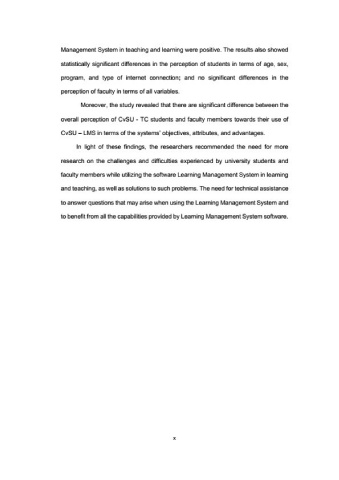 Management System in teaching and learning were positive. The results also showed
statistically significant differences in the perception of students in terms of age, sex,
program, and type of internet connection; and no significant differences in the
perception of faculty in terms of all variables.
Moreover, the study revealed that there are significant difference between the
overall perception of CvSU - TC students and faculty members towards their use of
CvSU – LMS in terms of the systems' objectives, attributes, and advantages.
In light of these findings, the researchers recommended the need for more
research on the challenges and difficulties experienced by university students and
faculty members while utilizing the software Learning Management System in learning
and teaching, as well as solutions to such problems. The need for technical assistance
to answer questions that may arise when using the Learning Management System and
to benefit from all the capabilities provided by Learning Management System software.
x